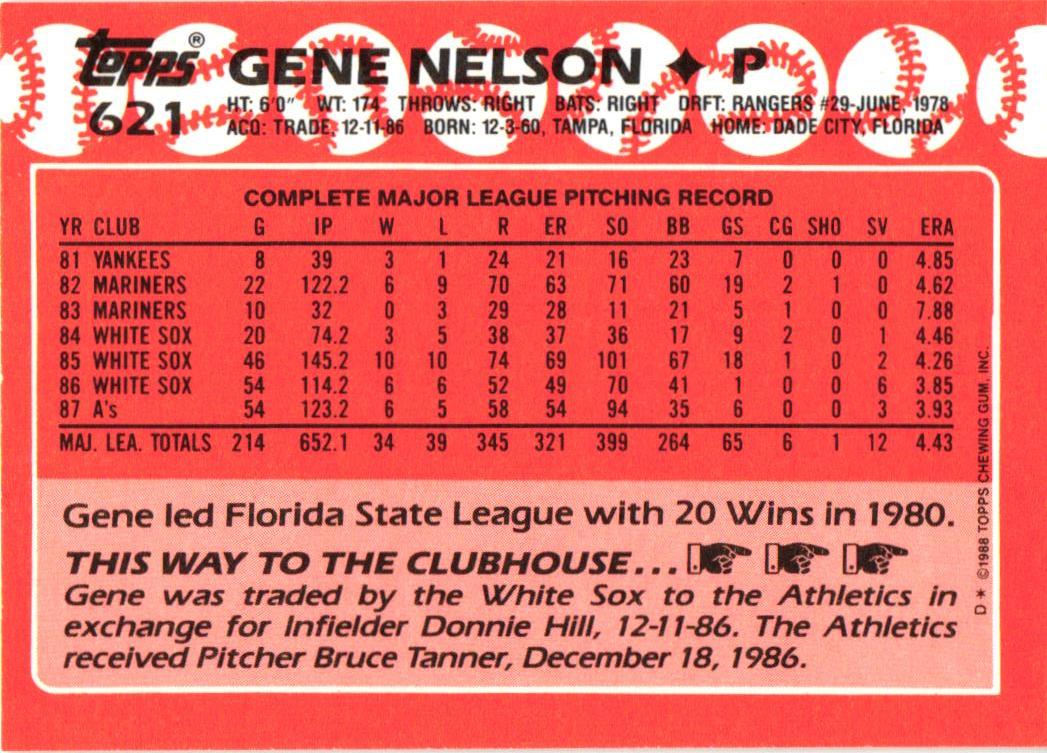 topps® GENE NELSON ♦ P
621 HT: 6'0" WT: 174 THROWS: RIGHT BATS: RIGHT DRFT: RANGERS #29-JUNE, 1978
ACQ: TRADE, 12-11-86 BORN: 12-3-60, TAMPA, FLORIDA HOME: DADE CITY, FLORIDA
COMPLETE MAJOR LEAGUE PITCHING RECORD
YR CLUB G IP W L R ER SO BB GS CG SHO SV ERA
81 YANKEES 8 39 3 1 24 21 16 23 7 0 0 0 4.85
82 MARINERS 22 122.2 6 9 70 63 71 60 19 2 1 0 4.62
83 MARINERS 10 32 0 3 29 28 11 21 5 1 0 0 7.88
84 WHITE SOX 20 74.2 3 5 38 37 36 17 9 2 0 1 4.46
85 WHITE SOX 46 145.2 10 10 74 69 101 67 18 1 0 2 4.26
86 WHITE SOX 54 114.2 6 6 52 49 70 41 1 0 0 6 3.85
87 A's 54 123.2 6 5 58 54 94 35 6 0 0 3 3.93
MAJ. LEA. TOTALS 214 652.1 34 39 345 321 399 264 65 6 1 12 4.43
Gene led Florida State League with 20 Wins in 1980.
THIS WAY TO THE CLUBHOUSE...
Gene was traded by the White Sox to the Athletics in
exchange for Infielder Donnie Hill, 12-11-86. The Athletics
received Pitcher Bruce Tanner, December 18, 1986.
D* ©1988 TOPPS CHEWING GUM, INC.